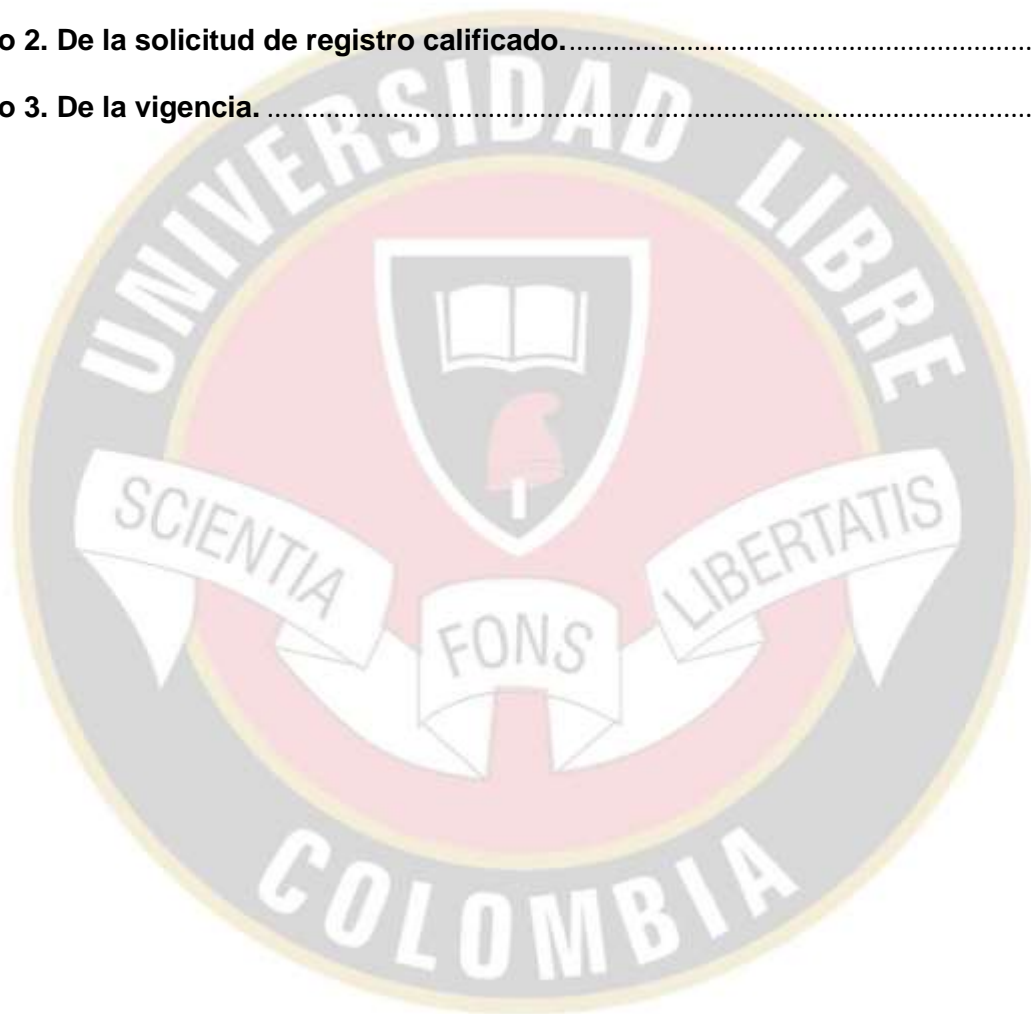 o 2. De la solicitud de registro calificado. ........................................................................
o 3. De la vigencia. ........................................................................................................
UNIVERSIDAD LIBRE
SCIENTIA
FONS
LIBERTATIS
COLOMBIA